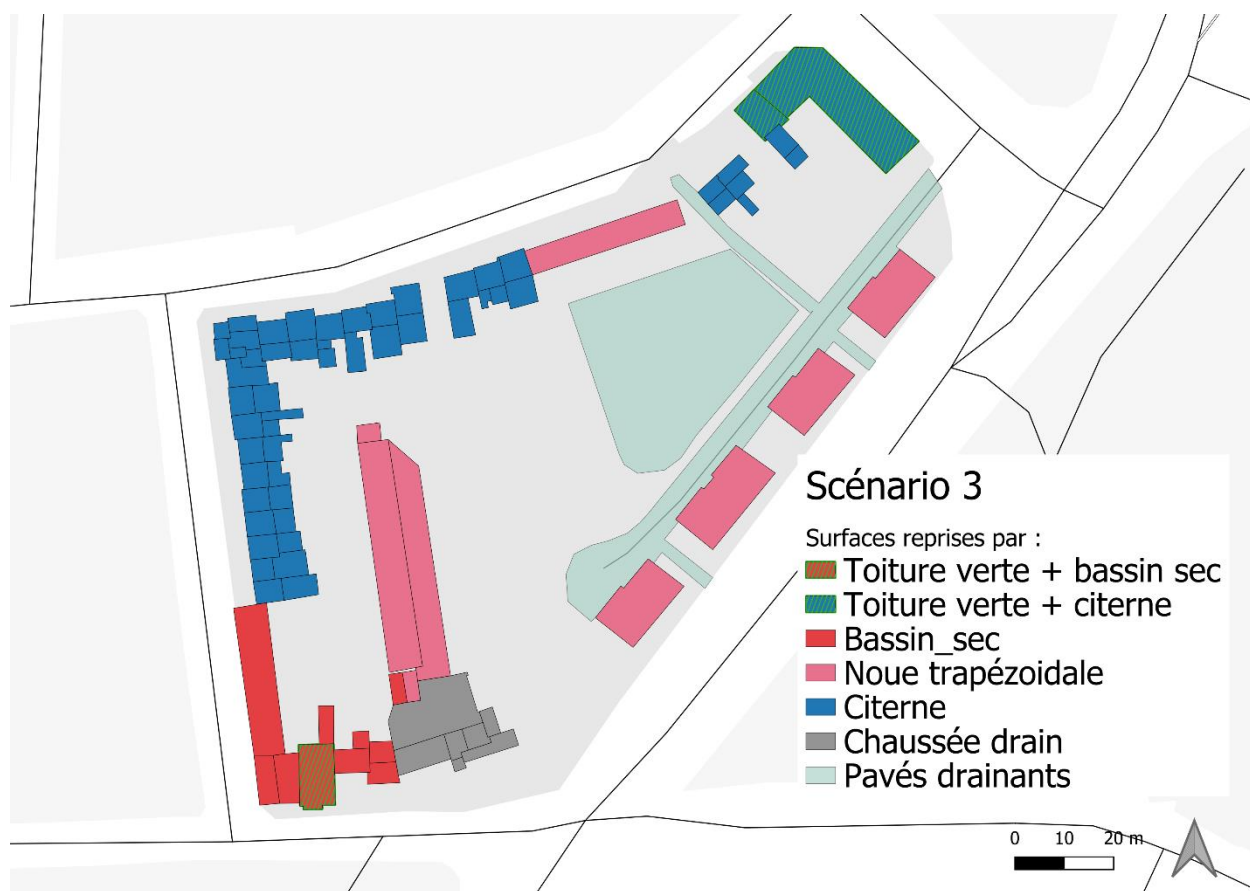 Scénario 3
Surfaces reprises par :
Toiture verte + bassin sec
Toiture verte + citerne
Bassin_sec
Noue trapézoidale
Citerne
Chaussée drain
Pavés drainants
0 10 20 m